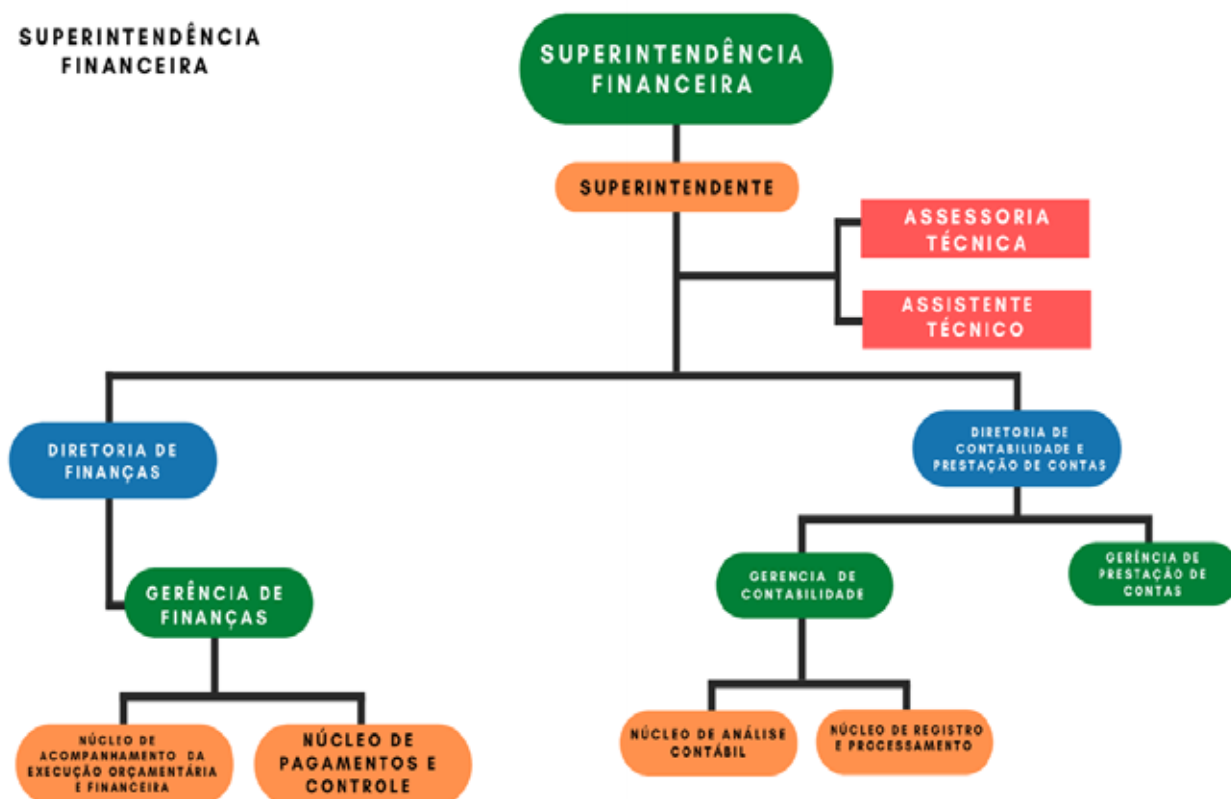 SUPERINTENDÊNCIA
FINANCEIRA
SUPERINTENDÊNCIA
FINANCEIRA
SUPERINTENDENTE
ASSESSORIA
TÉCNICA
ASSISTENTE
TÉCNICO
DIRETORIA DE
FINANÇAS
DIRETORIA DE
CONTABILIDADE E
PRESTAÇÃO DE CONTAS
GERÊNCIA DE
FINANÇAS
GERENCIA DE
CONTABILIDADE
GERÊNCIA DE
PRESTAÇÃO DE
CONTAS
NÚCLEO DE
ACOMPANHAMENTO DA
EXECUÇÃO ORÇAMENTÁRIA
E FINANCEIRA
NÚCLEO DE
PAGAMENTOS E
CONTROLE
NÚCLEO DE ANÁLISE
CONTÁBIL
NÚCLEO DE REGISTRO
E PROCESSAMENTO